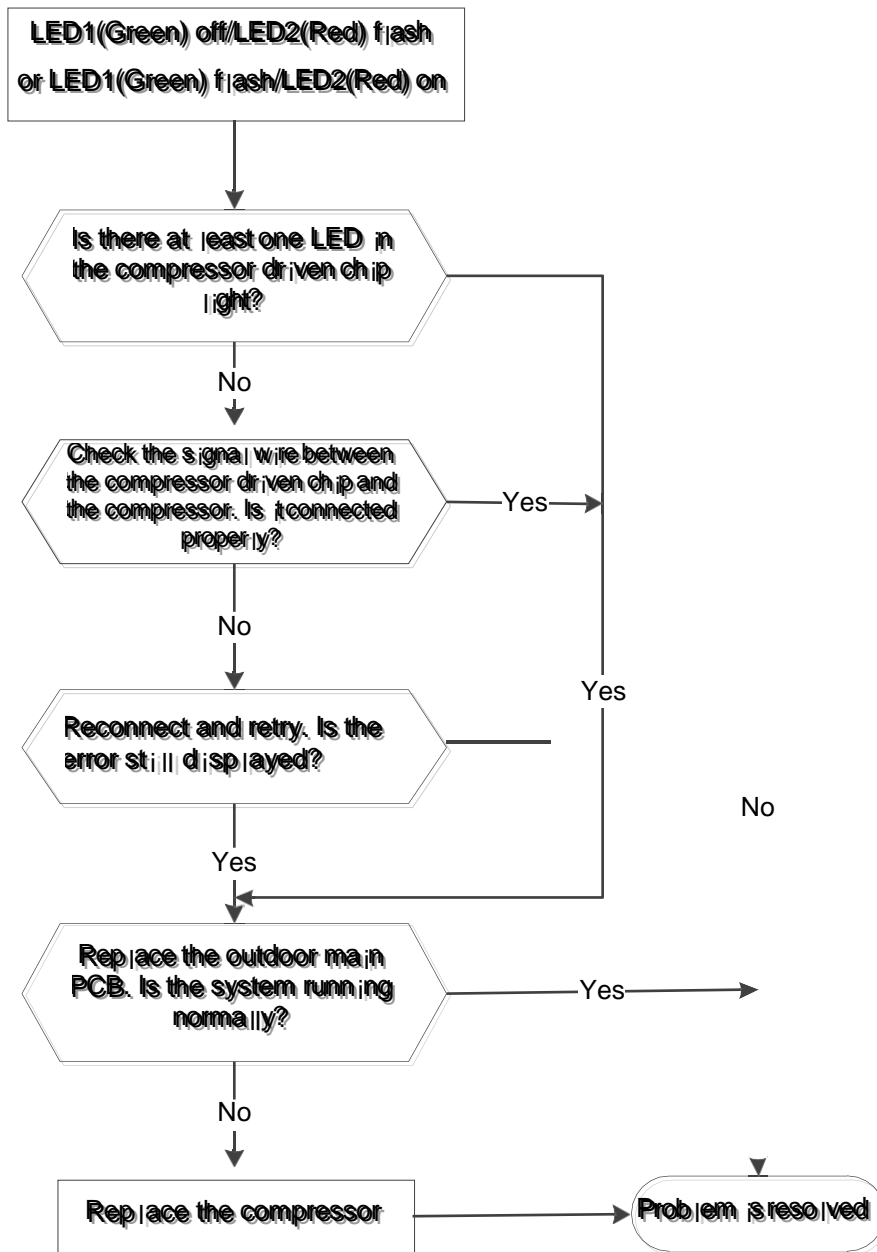 LED1(Green) off/LED2(Red) flash
or LED1(Green) flash/LED2(Red) on
Is there at least one LED in
the compressor driven chip
light?
No
Check the signal wire between
the compressor driven chip and
the compressor. Is it connected
properly?
Yes
No
Yes
Reconnect and retry. Is the
error still displayed?
No
Yes
Replace the outdoor main
PCB. Is the system running
normally?
Yes
No
Replace the compressor
Problem is resolved